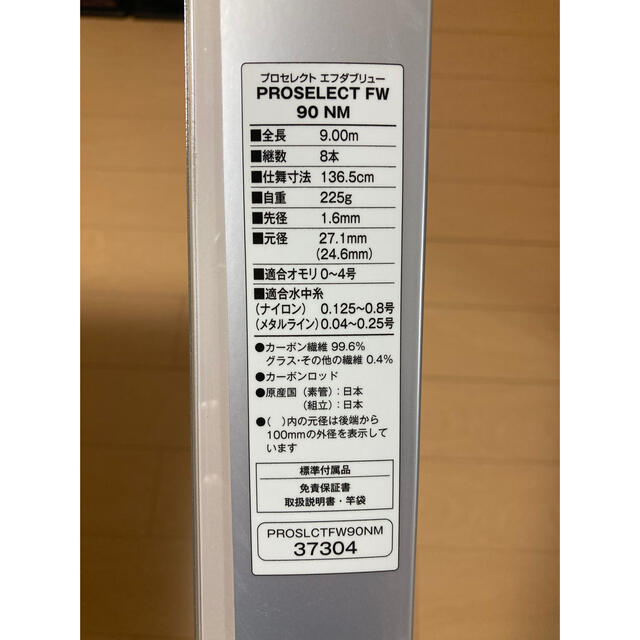 プロセレクト エフダブリュー
PROSELECT FW
90 NM
■全長 9.00m
■継数 8本
■仕舞寸法 136.5cm
■自重 225g
■先径 1.6mm
■元径 27.1mm
(24.6mm)
■適合オモリ 0～4号
■適合水中糸
(ナイロン) 0.125～0.8号
(メタルライン) 0.04～0.25号
●カーボン繊維 99.6%
グラス・その他の繊維 0.4%
●カーボンロッド
●原産国（素管）：日本
（組立）：日本
●(　)内の元径は後端から
100mmの外径を表示して
います
標準付属品
免責保証書
取扱説明書・竿袋
PROSLCTFW90NM
37304